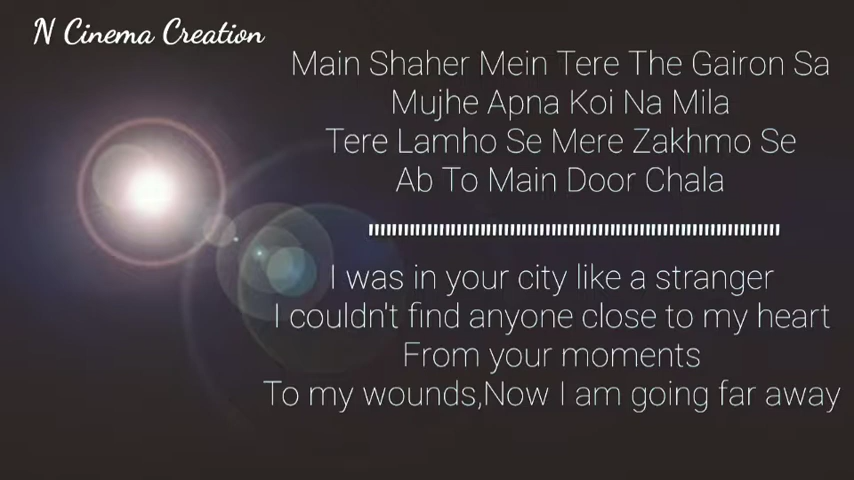 N Cinema Creation
Main Shaher Mein Tere The Gairon Sa
Mujhe Apna Koi Na Mila
Tere Lamho Se Mere Zakhmo Se
Ab To Main Door Chala
I was in your city like a stranger
I couldn't find anyone close to my heart
From your moments
To my wounds,Now I am going far away